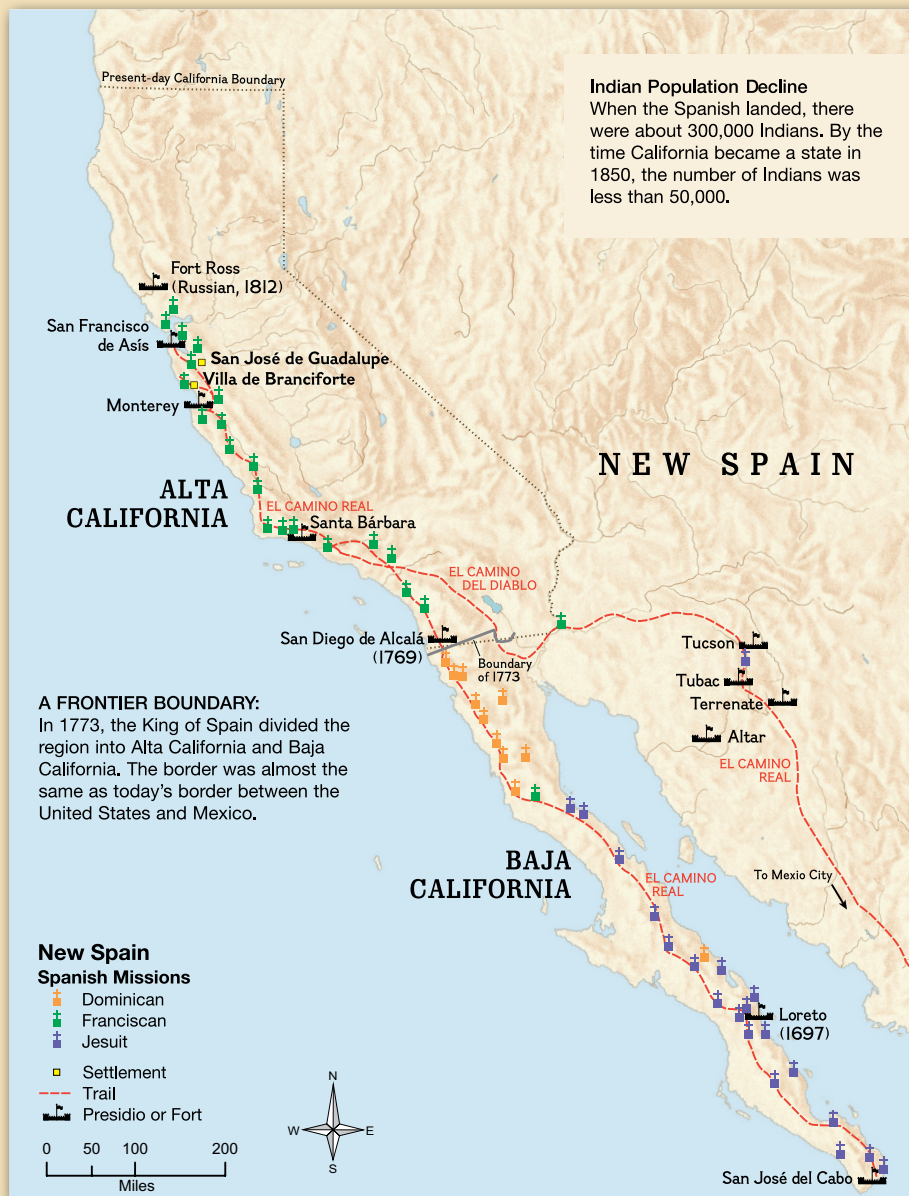 Present-day California Boundary
Indian Population Decline
When the Spanish landed, there
were about 300,000 Indians. By the
time California became a state in
1850, the number of Indians was
less than 50,000.
Fort Ross
(Russian, 1812)
San Francisco
de Asís
San José de Guadalupe
Villa de Branciforte
Monterey
NEW SPAIN
ALTA
CALIFORNIA
EL CAMINO REAL
Santa Bárbara
EL CAMINO
DEL DIABLO
San Diego de Alcalá
(1769)
Boundary
of 1773
Tucson
Tubac
Terrenate
Altar
EL CAMINO
REAL
A FRONTIER BOUNDARY:
In 1773, the King of Spain divided the
region into Alta California and Baja
California. The border was almost the
same as today's border between the
United States and Mexico.
BAJA
CALIFORNIA
EL CAMINO
REAL
To Mexio City
New Spain
Spanish Missions
Dominican
Franciscan
Jesuit
Settlement
Trail
Presidio or Fort
0 50 100 200
Miles
N
W E
S
Loreto
(1697)
San José del Cabo